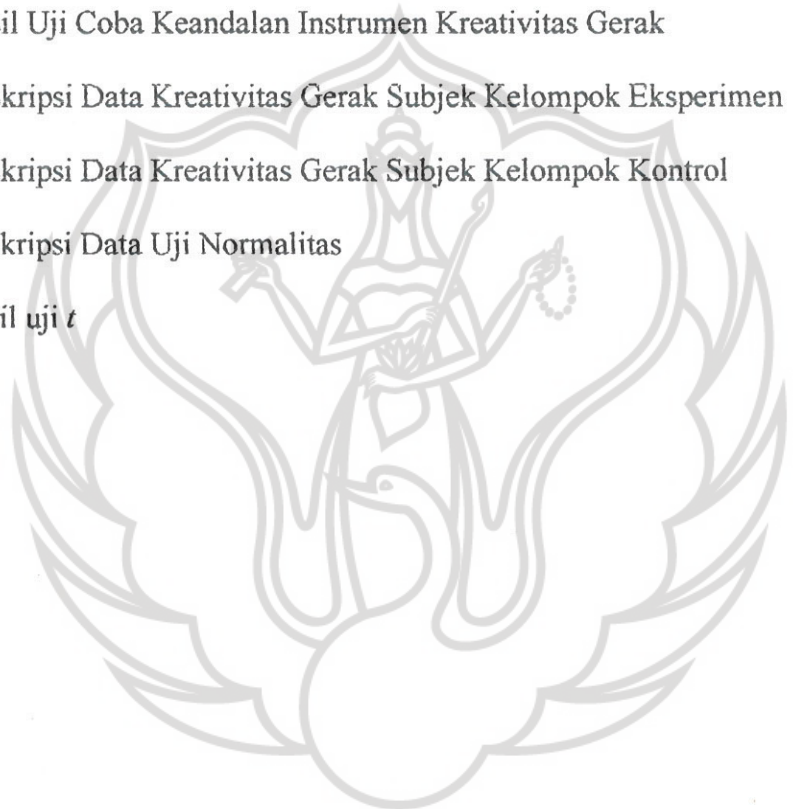 il Uji Coba Keandalan Instrumen Kreativitas Gerak
kripsi Data Kreativitas Gerak Subjek Kelompok Eksperimen
kripsi Data Kreativitas Gerak Subjek Kelompok Kontrol
kripsi Data Uji Normalitas
il uji t